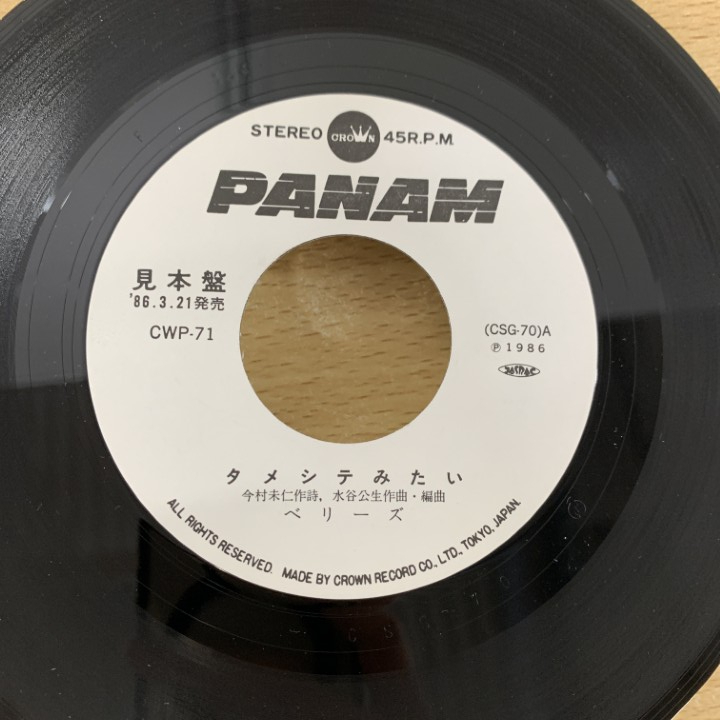 STEREO CROWN 45R.P.M.
PANAM
見本盤
'86.3.21発売
CWP-71
(CSG-70)A
Ⓟ1986
タメシテみたい
今村未仁作詩, 水谷公生作曲・編曲
ベリーズ
ALL RIGHTS RESERVED. MADE BY CROWN RECORD CO., LTD., TOKYO, JAPAN.